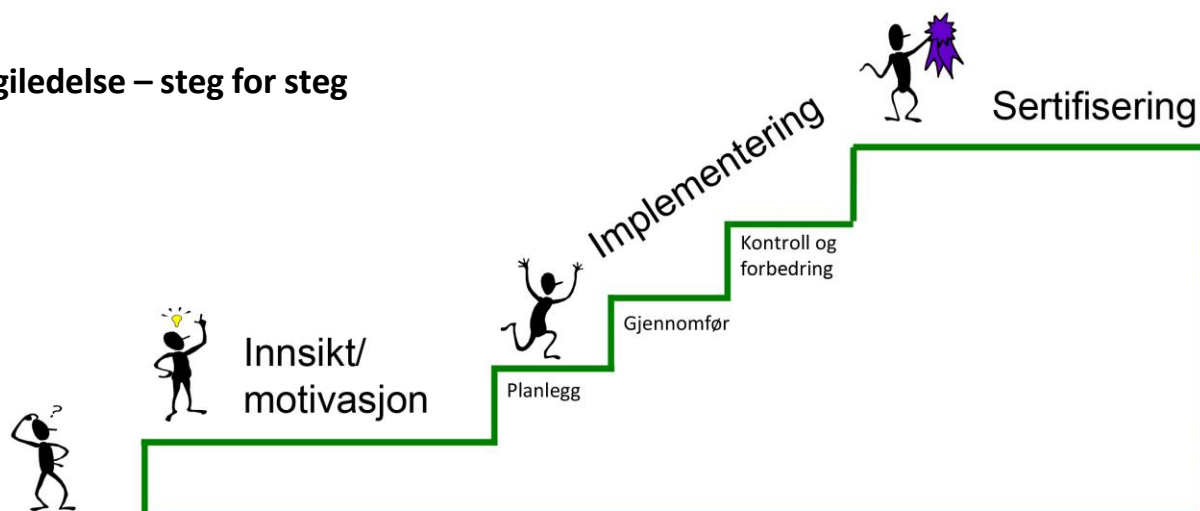 giledelse – steg for steg
Sertifisering
Implementering
Kontroll og
forbedring
Gjennomfør
Innsikt/
motivasjon
Planlegg
?